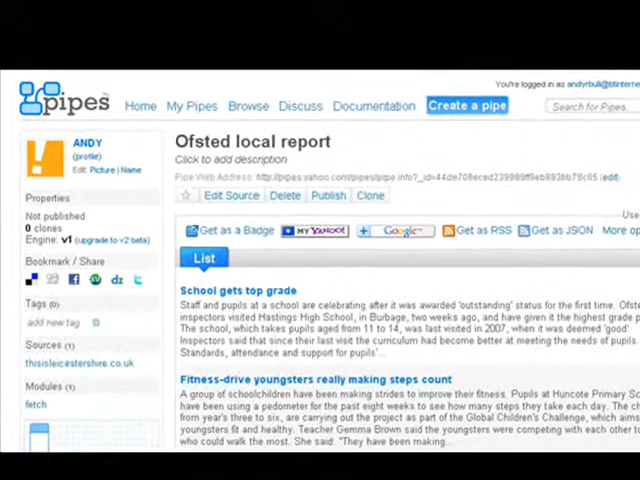 You're logged in as andyrbull@btinterne
pipes
Home My Pipes Browse Discuss Documentation Create a pipe Search for Pipes
ANDY
(profile)
Edit: Picture | Name
Ofsted local report
Click to add description
Pipe Web Address: (edit)
Edit Source Delete Publish Clone
Properties
Not published
0 clones
Engine: v1 (upgrade to v2 beta)
Use
Get as a Badge MY YAHOO! Google Get as RSS Get as JSON More op
List
Bookmark / Share
Tags (0)
add new tag
Sources (1)
thisisleicestershire.co.uk
Modules (1)
fetch
School gets top grade
Staff and pupils at a school are celebrating after it was awarded 'outstanding' status for the first time. Ofste
inspectors visited Hastings High School, in Burbage, two weeks ago, and have given it the highest grade p
The school, which takes pupils aged from 11 to 14, was last visited in 2007, when it was deemed 'good'.
Inspectors said that since their last visit the curriculum had become better at meeting the needs of pupils.
Standards, attendance and support for pupils'...
Fitness-drive youngsters really making steps count
A group of schoolchildren have been making strides to improve their fitness. Pupils at Huncote Primary Sc
have been using a pedometer for the past eight weeks to see how many steps they take each day. The c
from year's three to six, are carrying out the project as part of the Global Children's Challenge, which aims
youngsters fit and healthy. Teacher Gemma Brown said the youngsters were competing with each other to
who could walk the most. She said: "They have been making...